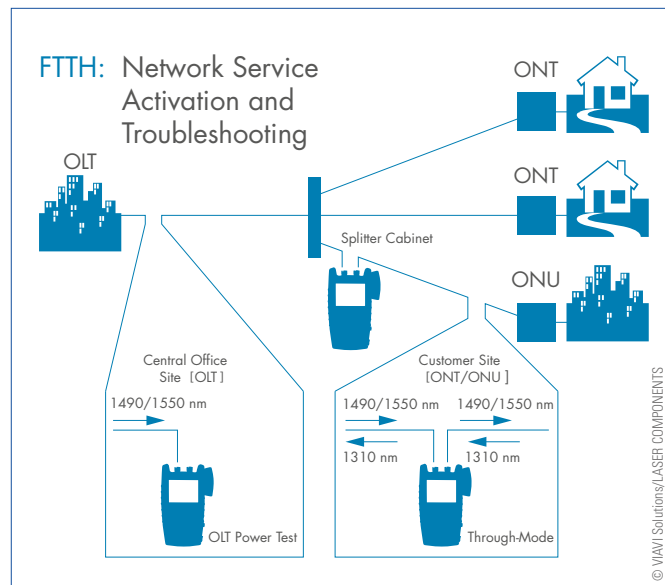 FTTH: Network Service
Activation and
Troubleshooting
OLT
ONT
ONT
ONU
Splitter Cabinet
Central Office
Site [OLT]
1490/1550 nm
OLT Power Test
Customer Site
[ONT/ONU]
1490/1550 nm
1490/1550 nm
1310 nm
1310 nm
Through-Mode
© VIAVI Solutions/LASER COMPONENTS